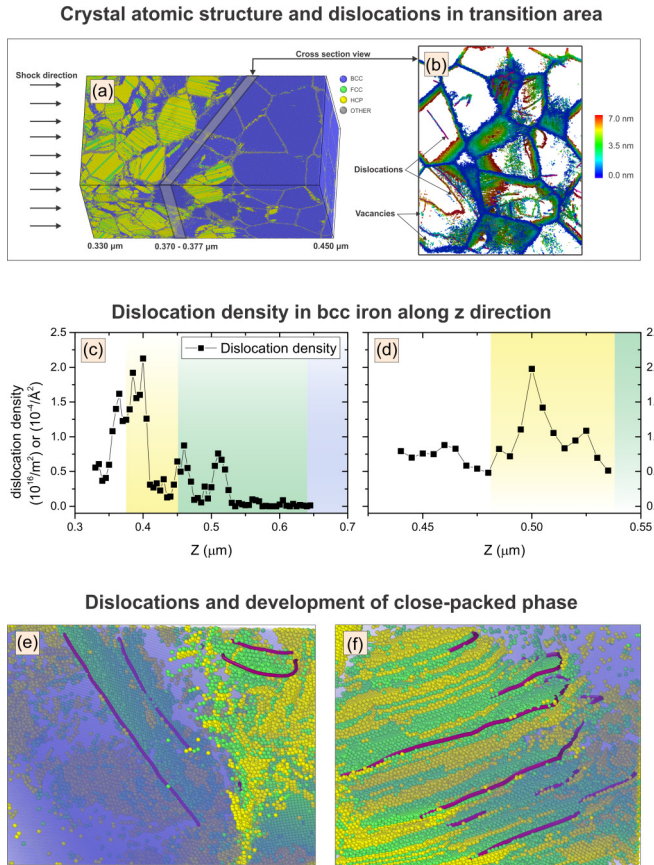 Crystal atomic structure and dislocations in transition area
Cross section view
Shock direction
(a)
BCC
FCC
HCP
OTHER
(b)
7.0 nm
3.5 nm
0.0 nm
Dislocations
Vacancies
0.330 µm
0.370 - 0.377 µm
0.450 µm
Dislocation density in bcc iron along z direction
dislocation density
(10¹⁶/m²) or (10⁻⁴/Å²)
(c)
Dislocation density
2.5
2.0
1.5
1.0
0.5
0.0
0.3 0.4 0.5 0.6 0.7
Z (µm)
(d)
2.
2.
1.
1.
0.
0.
0.45 0.50 0.55
Z (µm)
Dislocations and development of close-packed phase
(e)
(f)